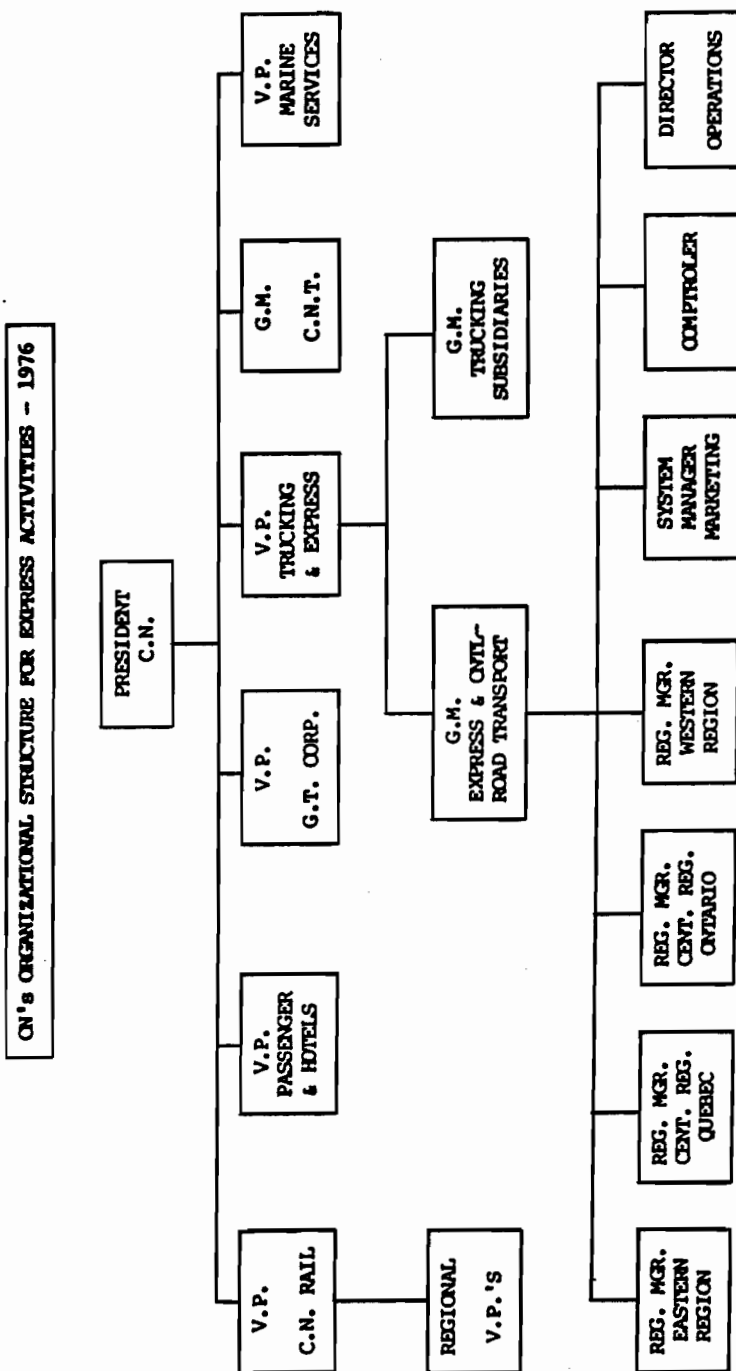 CN's ORGANIZATIONAL STRUCTURE FOR EXPRESS ACTIVITIES - 1976
PRESIDENT
C.N.
V.P.
C.N. RAIL
V.P.
PASSENGER
& HOTELS
V.P.
G.T. CORP.
V.P.
TRUCKING
& EXPRESS
G.M.
C.N.T.
V.P.
MARINE
SERVICES
REGIONAL
V.P.'S
G.M.
EXPRESS & CNTL-
ROAD TRANSPORT
G.M.
TRUCKING
SUBSIDIARIES
REG. MGR.
EASTERN
REGION
REG. MGR.
CENT. REG.
QUEBEC
REG. MGR.
CENT. REG.
ONTARIO
REG. MGR.
WESTERN
REGION
SYSTEM
MANAGER
MARKETING
COMPTROLER
DIRECTOR
OPERATIONS